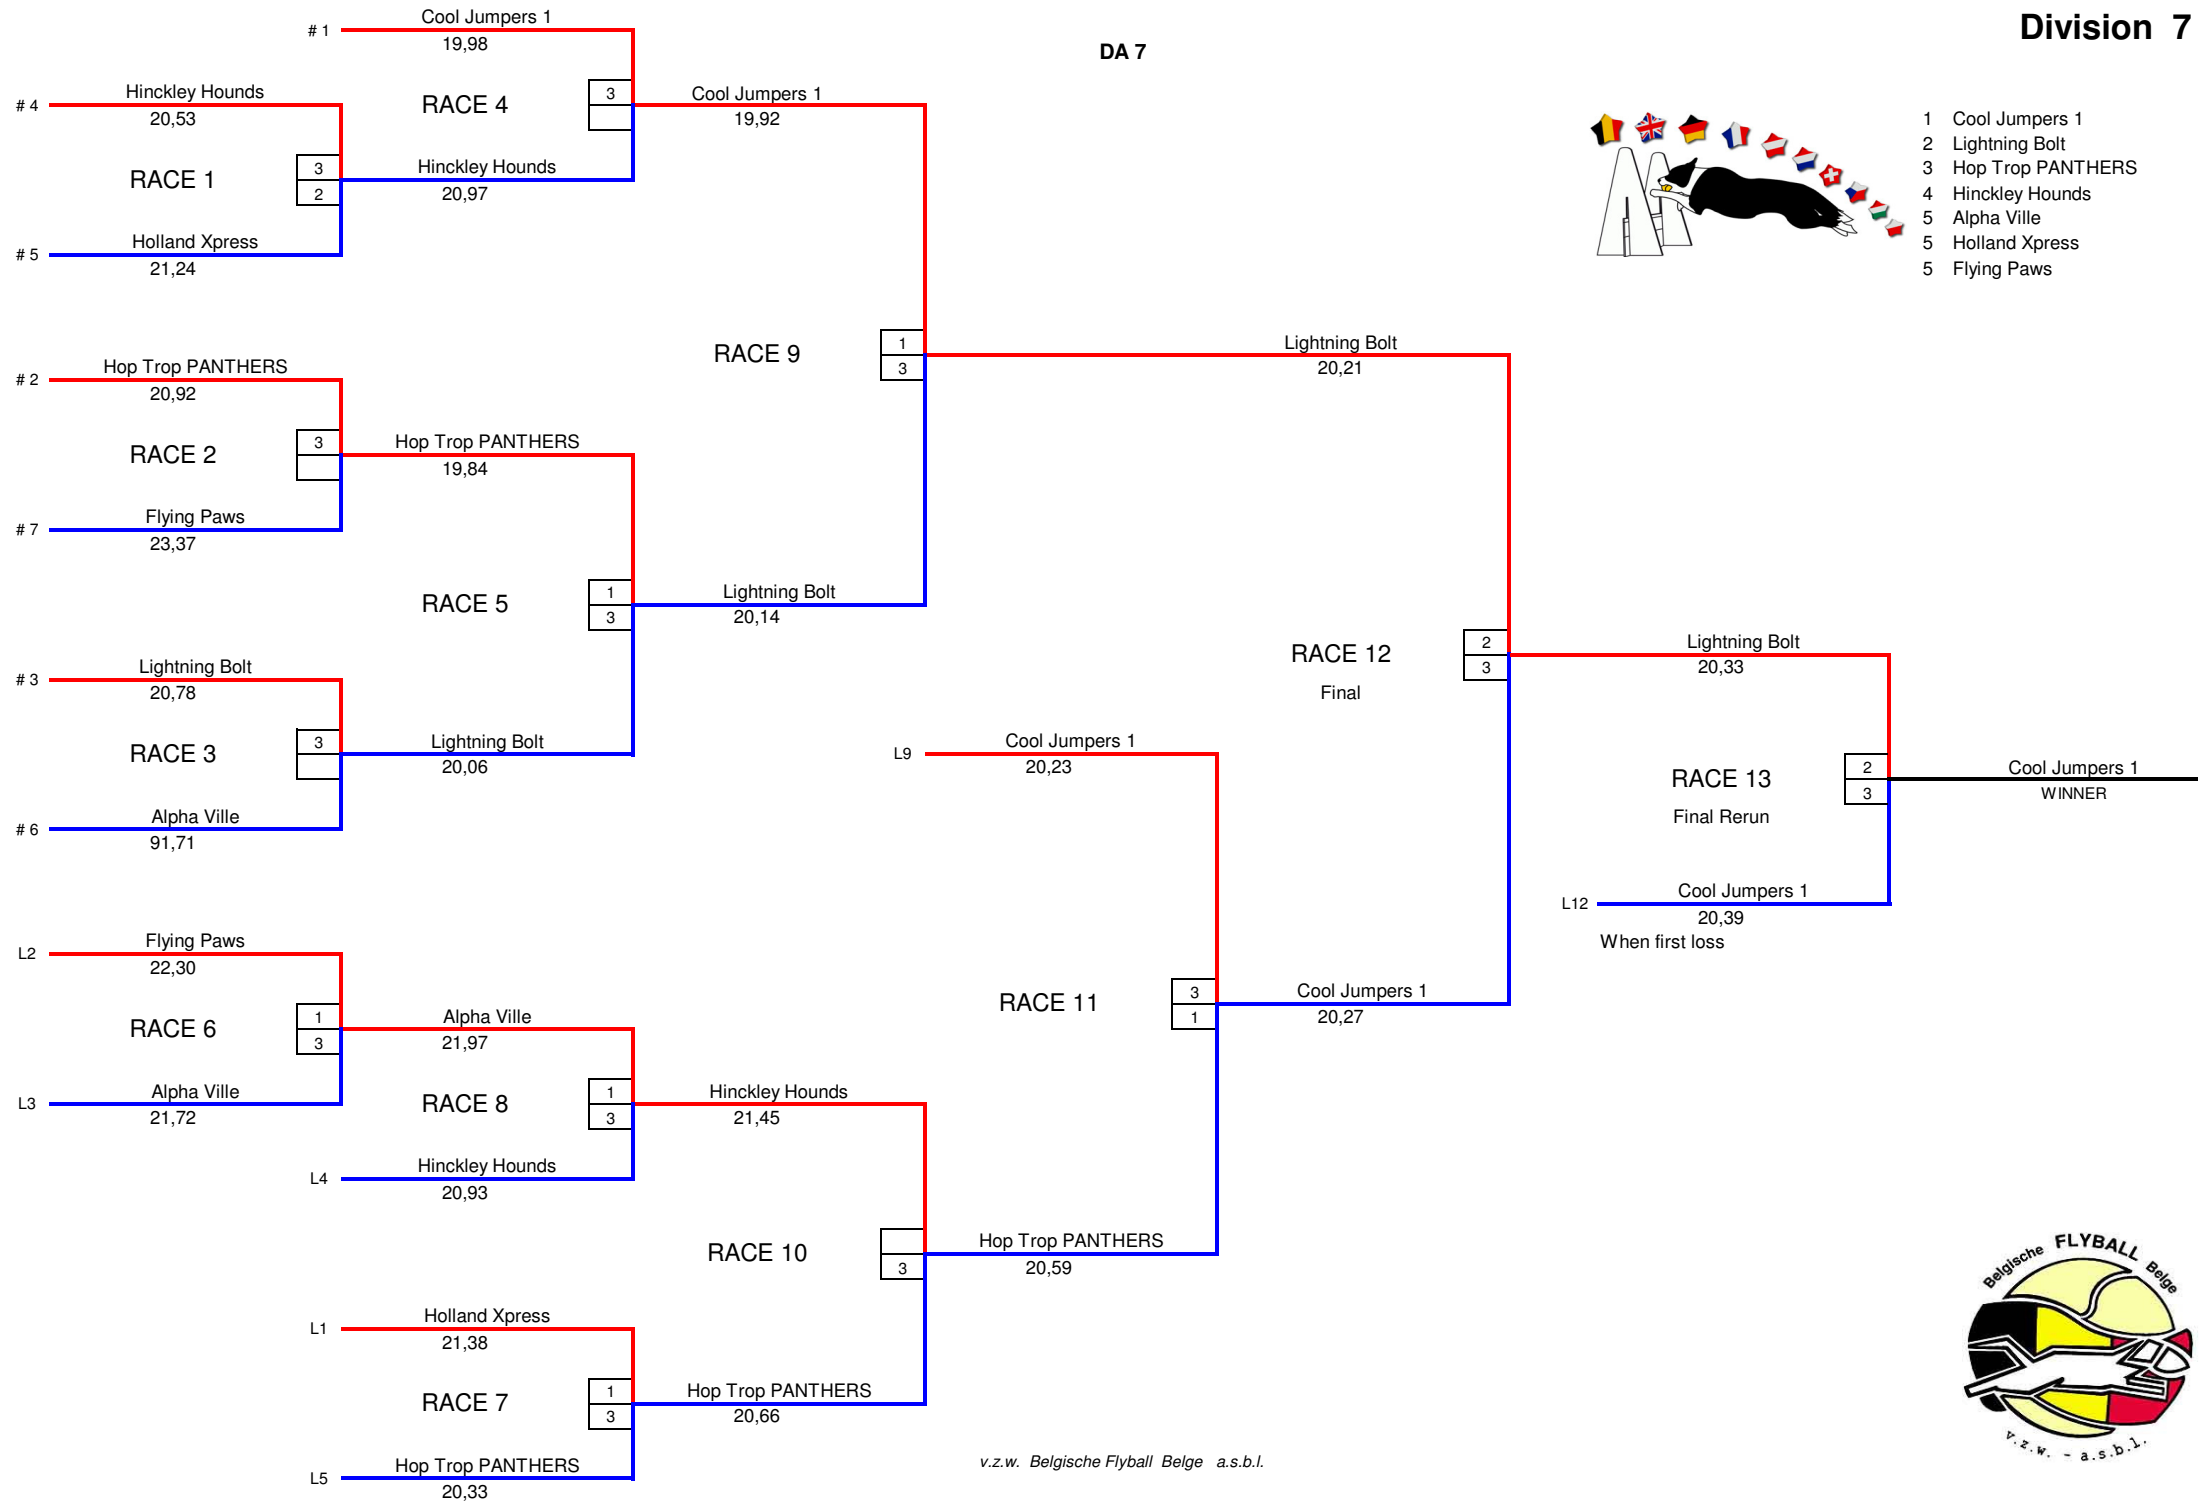 Division 7
DA 7
1 Cool Jumpers 1
2 Lightning Bolt
3 Hop Trop PANTHERS
4 Hinckley Hounds
5 Alpha Ville
5 Holland Xpress
5 Flying Paws
# 1
Cool Jumpers 1
19,98
# 4
Hinckley Hounds
20,53
RACE 1
3
2
# 5
Holland Xpress
21,24
RACE 4
3
Hinckley Hounds
20,97
Cool Jumpers 1
19,92
# 2
Hop Trop PANTHERS
20,92
RACE 2
3
# 7
Flying Paws
23,37
Hop Trop PANTHERS
19,84
RACE 5
1
3
# 3
Lightning Bolt
20,78
RACE 3
3
# 6
Alpha Ville
91,71
Lightning Bolt
20,06
Lightning Bolt
20,14
RACE 9
1
3
Lightning Bolt
20,21
L2
Flying Paws
22,30
RACE 6
1
3
L3
Alpha Ville
21,72
Alpha Ville
21,97
RACE 8
1
3
L4
Hinckley Hounds
20,93
Hinckley Hounds
21,45
RACE 10
3
L1
Holland Xpress
21,38
RACE 7
1
3
L5
Hop Trop PANTHERS
20,33
Hop Trop PANTHERS
20,66
L9
Cool Jumpers 1
20,23
RACE 11
3
1
Hop Trop PANTHERS
20,59
Cool Jumpers 1
20,27
RACE 12
Final
2
3
Lightning Bolt
20,33
RACE 13
Final Rerun
2
3
L12
Cool Jumpers 1
20,39
When first loss
Cool Jumpers 1
WINNER
v.z.w. Belgische Flyball Belge a.s.b.l.
Belgische FLYBALL Belge
v.z.w. - a.s.b.l.